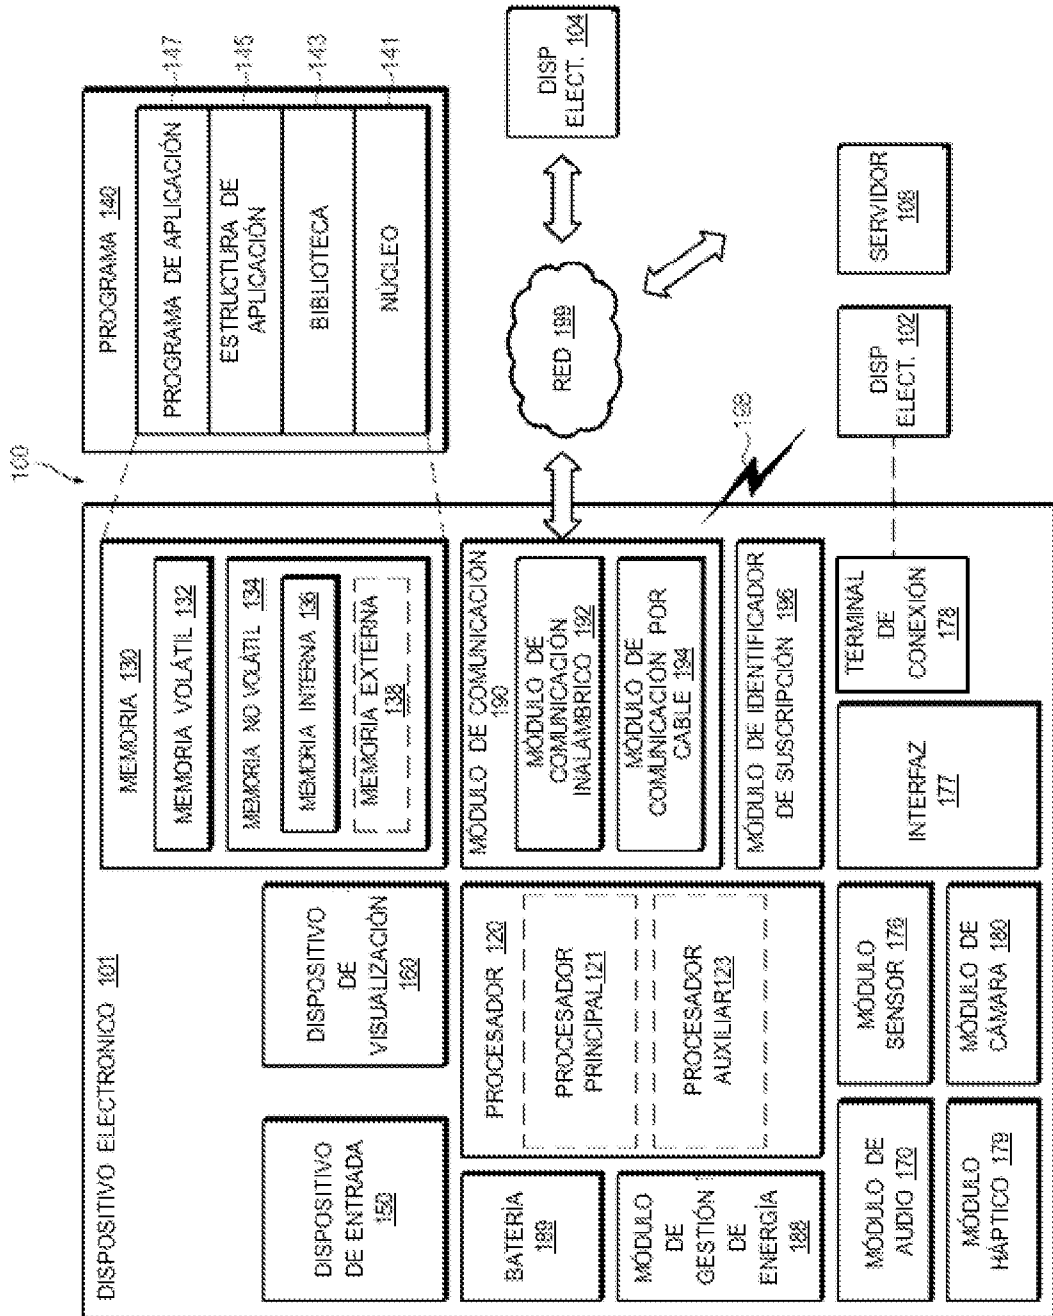 100
DISPOSITIVO ELECTRONICO 101
MEMORIA 130
MEMORIA VOLÁTIL 132
MEMORIA NO VOLÁTIL 134
MEMORIA INTERNA 136
MEMORIA EXTERNA
138
PROGRAMA 140
PROGRAMA DE APLICACIÓN
147
ESTRUCTURA DE
APLICACIÓN
145
BIBLIOTECA
143
NÚCLEO
141
DISPOSITIVO
DE ENTRADA
150
DISPOSITIVO
DE
VISUALIZACIÓN
160
BATERÍA
189
MÓDULO
DE
GESTIÓN
DE
ENERGÍA
188
PROCESADOR 120
PROCESADOR
PRINCIPAL121
PROCESADOR
AUXILIAR123
MÓDULO DE COMUNICACIÓN
190
MÓDULO DE
COMUNICACIÓN
INALÁMBRICO 192
MÓDULO DE
COMUNICACIÓN POR
CABLE 194
MÓDULO DE IDENTIFICADOR
DE SUSCRIPCIÓN 196
RED 199
DISP
ELECT. 104
198
MÓDULO DE
AUDIO 170
MÓDULO
SENSOR 176
INTERFAZ
177
TERMINAL
DE
CONEXIÓN
178
DISP
ELECT. 102
SERVIDOR
108
MÓDULO
HÁPTICO 179
MÓDULO DE
CÁMARA 180